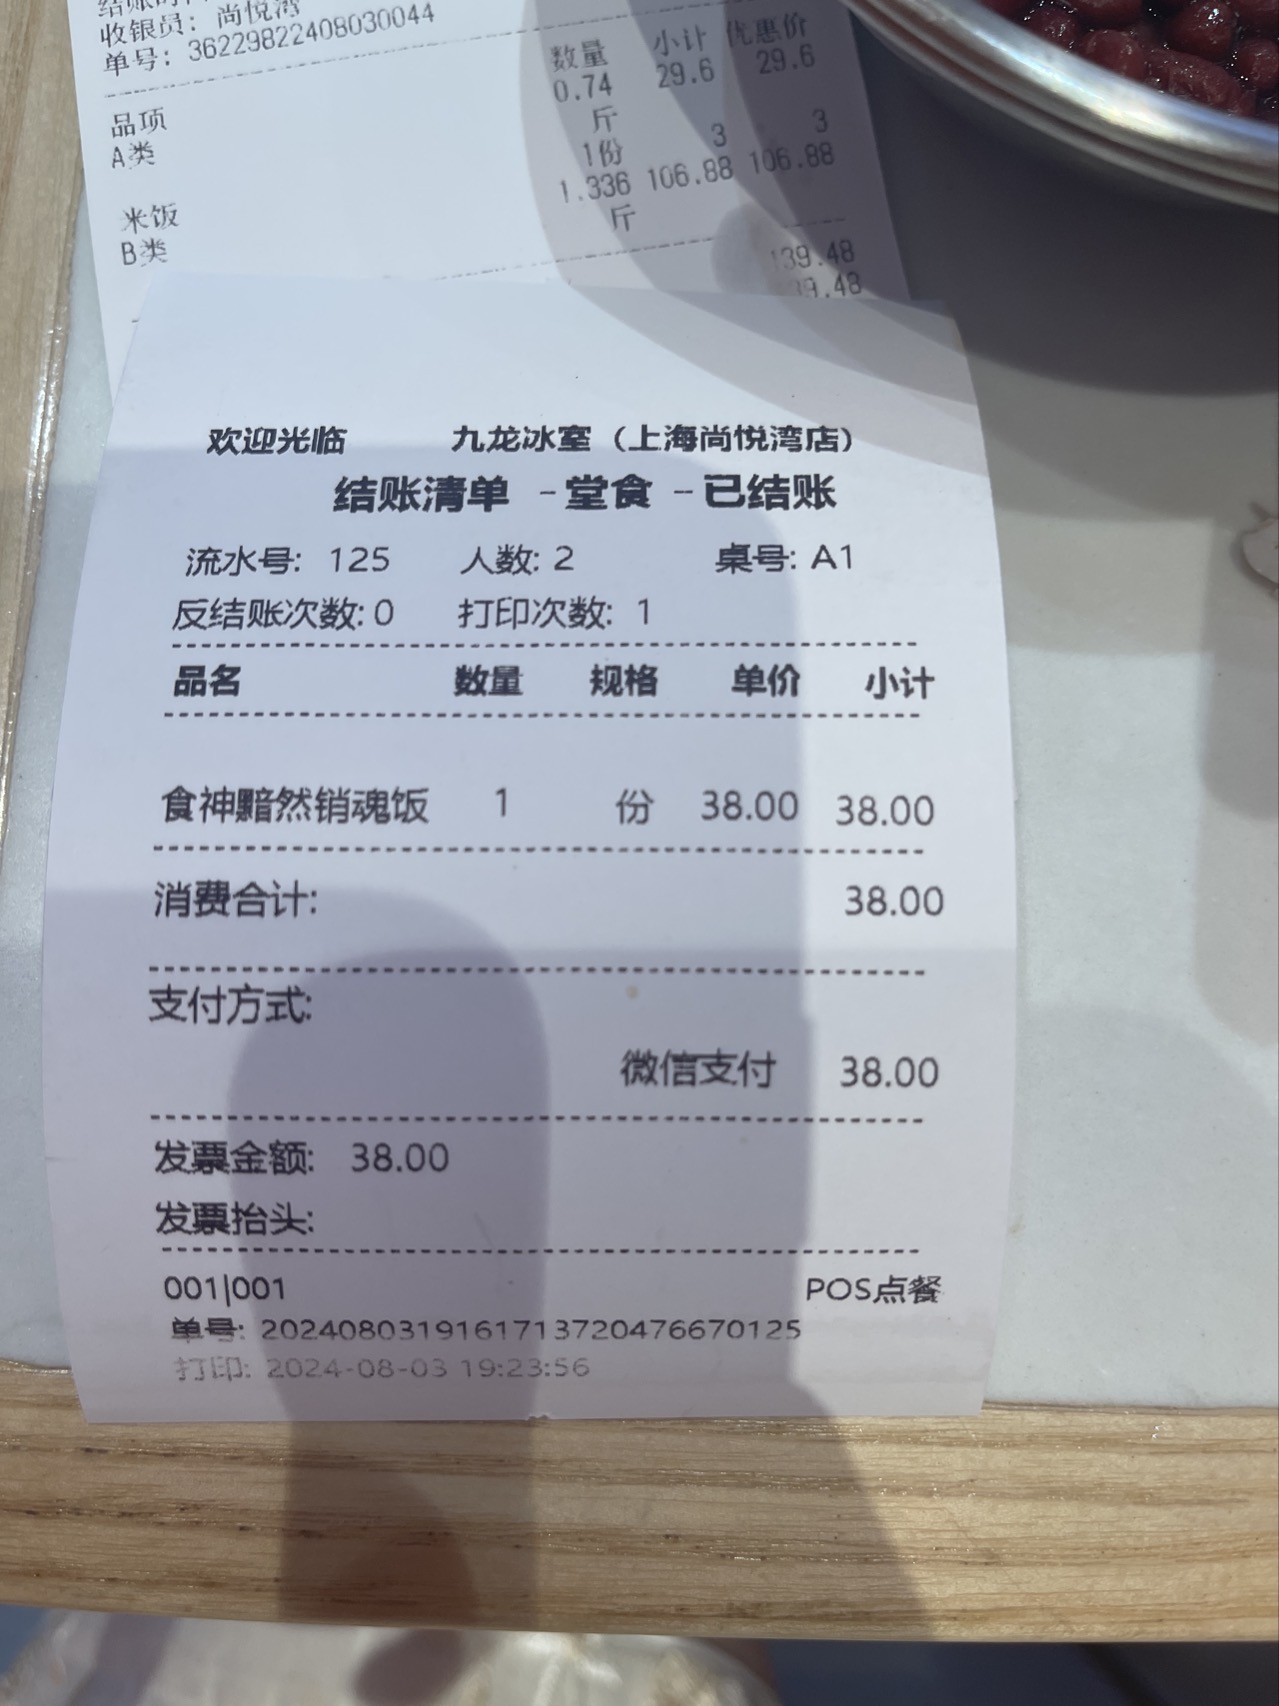 收银员：尚悦湾
单号：36229822408030044
品项 数量 小计 优惠价
A类 0.74 29.6 29.6
斤
米饭 1份 3 3
B类 1.336 106.88 106.88
斤
139.48
39.48
欢迎光临 九龙冰室（上海尚悦湾店）
结账清单 -堂食 -已结账
流水号: 125 人数: 2 桌号: A1
反结账次数: 0 打印次数: 1
品名 数量 规格 单价 小计
食神黯然销魂饭 1 份 38.00 38.00
消费合计: 38.00
支付方式:
微信支付 38.00
发票金额: 38.00
发票抬头:
001|001 POS点餐
单号: 2024080319161713720476670125
打印: 2024-08-03 19:23:56